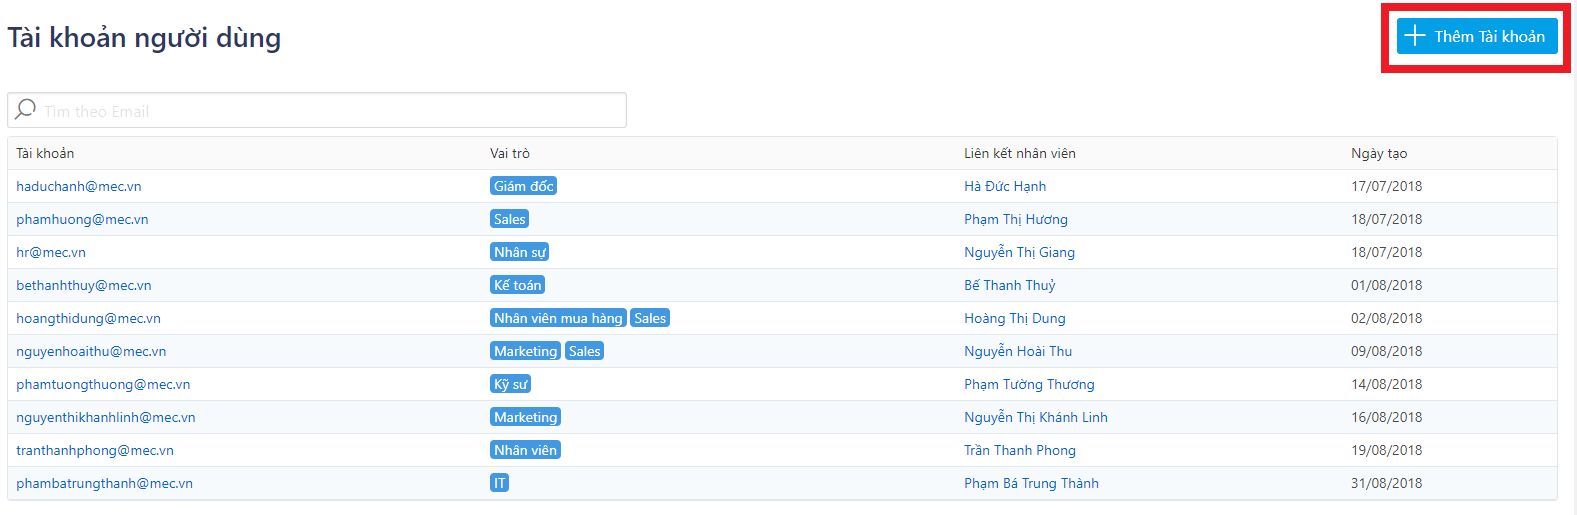 Tài khoản người dùng
Thêm Tài khoản
Tìm theo Email
Tài khoản Vai trò Liên kết nhân viên Ngày tạo
haduchanh@mec.vn Giám đốc Hà Đức Hạnh 17/07/2018
phamhuong@mec.vn Sales Phạm Thị Hương 18/07/2018
hr@mec.vn Nhân sự Nguyễn Thị Giang 18/07/2018
bethanhthuy@mec.vn Kế toán Bế Thanh Thuỷ 01/08/2018
hoangthidung@mec.vn Nhân viên mua hàng Sales Hoàng Thị Dung 02/08/2018
nguyenhoaithu@mec.vn Marketing Sales Nguyễn Hoài Thu 09/08/2018
phamtuongthuong@mec.vn Kỹ sư Phạm Tường Thương 14/08/2018
nguyenthikhanhlinh@mec.vn Marketing Nguyễn Thị Khánh Linh 16/08/2018
tranthanhphong@mec.vn Nhân viên Trần Thanh Phong 19/08/2018
phambatrungthanh@mec.vn IT Phạm Bá Trung Thành 31/08/2018